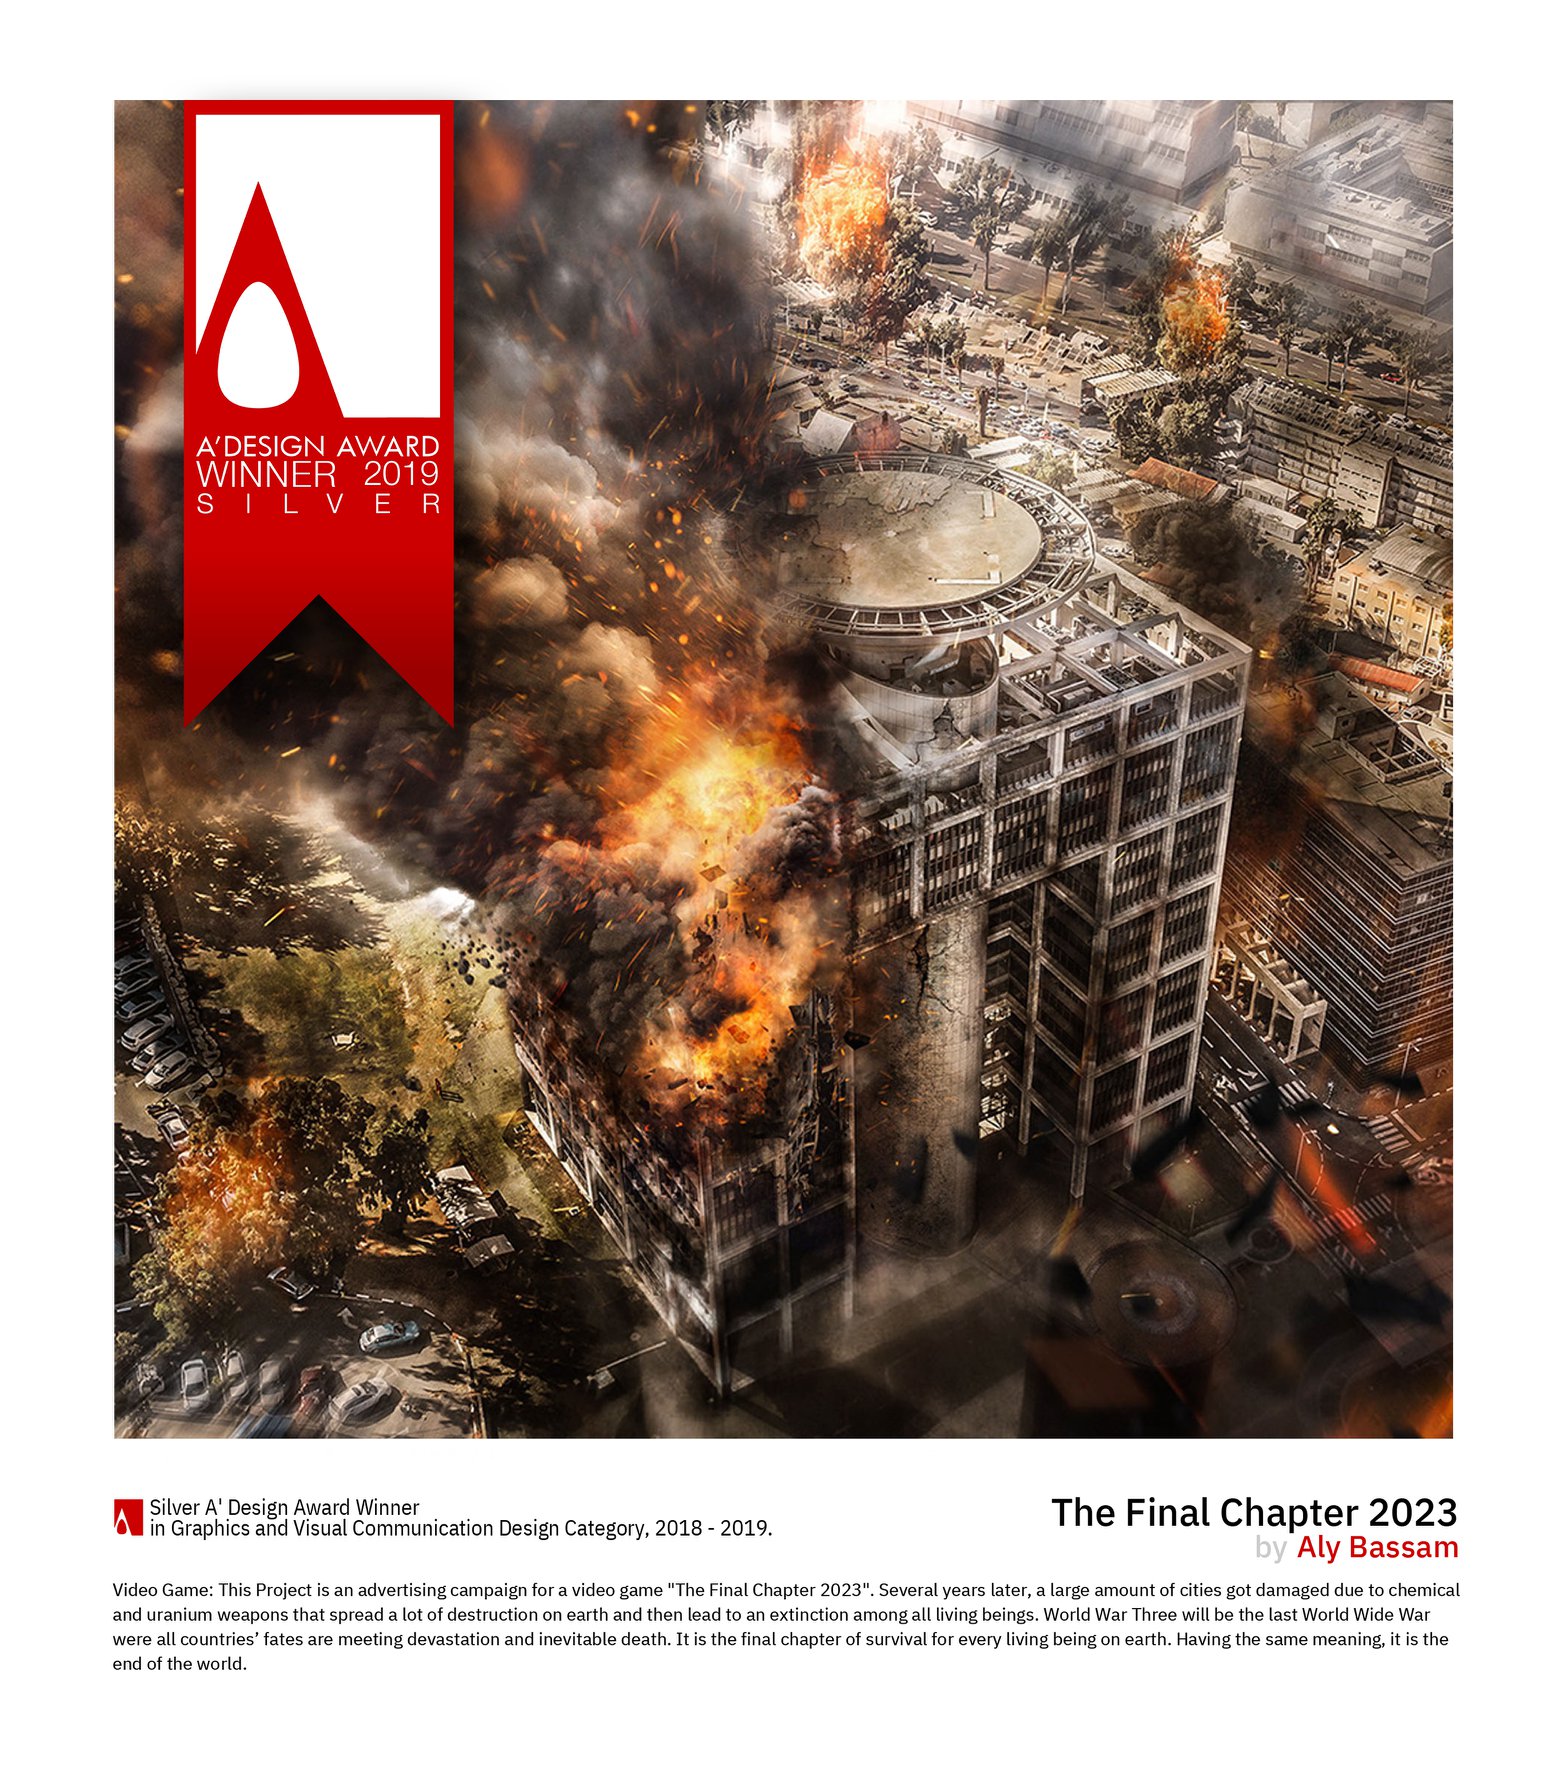 A'DESIGN AWARD
WINNER 2019
SILVER
Silver A' Design Award Winner
in Graphics and Visual Communication Design Category, 2018 - 2019.
The Final Chapter 2023
by Aly Bassam
Video Game: This Project is an advertising campaign for a video game "The Final Chapter 2023". Several years later, a large amount of cities got damaged due to chemical
and uranium weapons that spread a lot of destruction on earth and then lead to an extinction among all living beings. World War Three will be the last World Wide War
were all countries’ fates are meeting devastation and inevitable death. It is the final chapter of survival for every living being on earth. Having the same meaning, it is the
end of the world.